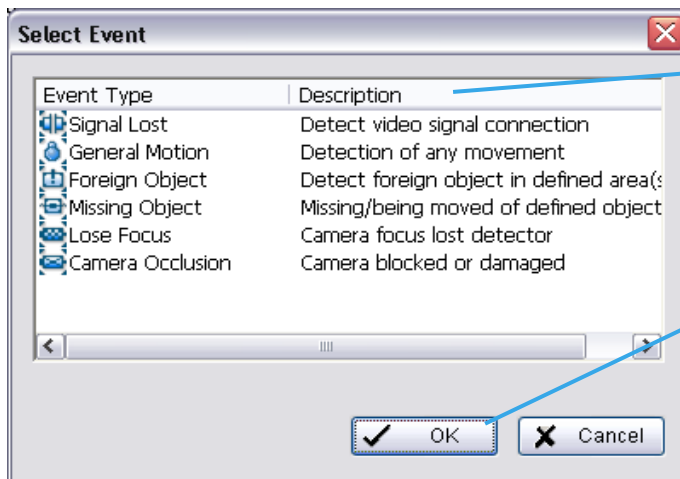 Select Event
Event Type Description
Signal Lost Detect video signal connection
General Motion Detection of any movement
Foreign Object Detect foreign object in defined area(s
Missing Object Missing/being moved of defined object
Lose Focus Camera focus lost detector
Camera Occlusion Camera blocked or damaged
OK Cancel